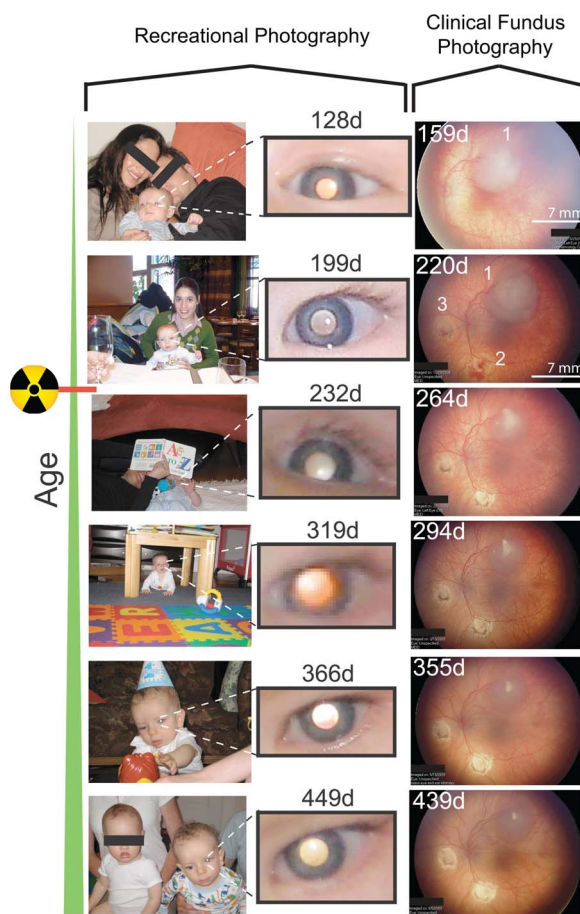 Recreational Photography
Clinical Fundus
Photography
128d
159d
1
7 mm
199d
220d
1
3
2
7 mm
232d
264d
A
TO
Z
319d
294d
366d
355d
449d
439d
Age